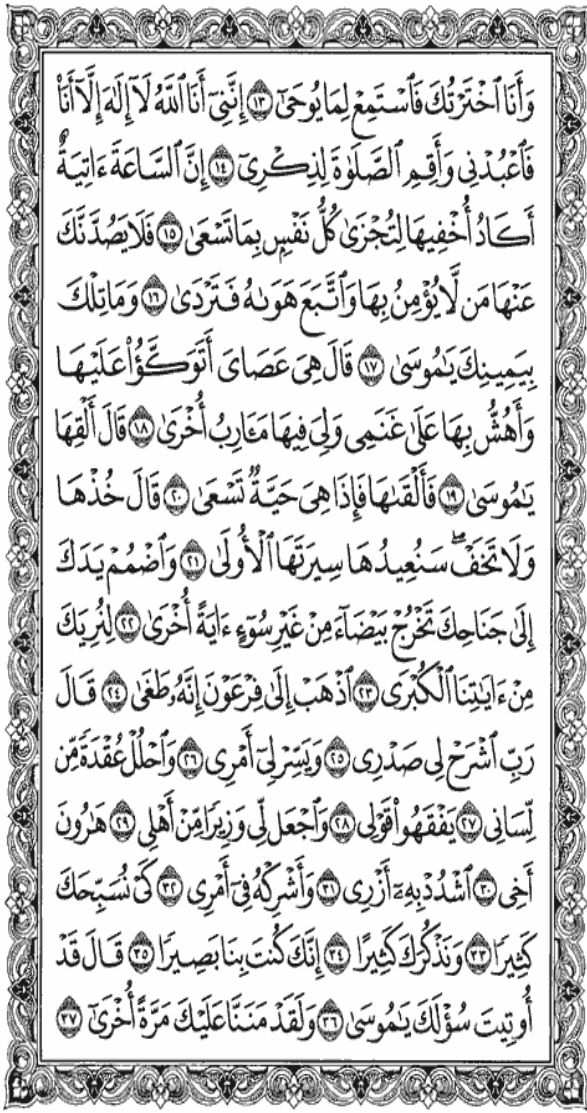 وَأَنَا ٱخْتَرْتُكَ فَٱسْتَمِعْ لِمَا يُوحَىٰٓ ١٣ إِنَّنِىٓ أَنَا ٱللَّهُ لَآ إِلَٰهَ إِلَّآ أَنَا۠
فَٱعْبُدْنِى وَأَقِمِ ٱلصَّلَوٰةَ لِذِكْرِىٓ ١٤ إِنَّ ٱلسَّاعَةَ ءَاتِيَةٌ
أَكَادُ أُخْفِيهَا لِتُجْزَىٰ كُلُّ نَفْسٍۭ بِمَا تَسْعَىٰ ١٥ فَلَا يَصُدَّنَّكَ
عَنْهَا مَن لَّا يُؤْمِنُ بِهَا وَٱتَّبَعَ هَوَىٰهُ فَتَرْدَىٰ ١٦ وَمَا تِلْكَ
بِيَمِينِكَ يَٰمُوسَىٰ ١٧ قَالَ هِىَ عَصَاىَ أَتَوَكَّؤُا۟ عَلَيْهَا
وَأَهُشُّ بِهَا عَلَىٰ غَنَمِى وَلِىَ فِيهَا مَـَٔارِبُ أُخْرَىٰ ١٨ قَالَ أَلْقِهَا
يَٰمُوسَىٰ ١٩ فَأَلْقَىٰهَا فَإِذَا هِىَ حَيَّةٌ تَسْعَىٰ ٢٠ قَالَ خُذْهَا
وَلَا تَخَفْ ۖ سَنُعِيدُهَا سِيرَتَهَا ٱلْأُولَىٰ ٢١ وَٱضْمُمْ يَدَكَ
إِلَىٰ جَنَاحِكَ تَخْرُجْ بَيْضَآءَ مِنْ غَيْرِ سُوٓءٍ ءَايَةً أُخْرَىٰ ٢٢ لِنُرِيَكَ
مِنْ ءَايَٰتِنَا ٱلْكُبْرَى ٢٣ ٱذْهَبْ إِلَىٰ فِرْعَوْنَ إِنَّهُۥ طَغَىٰ ٢٤ قَالَ
رَبِّ ٱشْرَحْ لِى صَدْرِى ٢٥ وَيَسِّرْ لِىٓ أَمْرِى ٢٦ وَٱحْلُلْ عُقْدَةً مِّن
لِّسَانِى ٢٧ يَفْقَهُوا۟ قَوْلِى ٢٨ وَٱجْعَل لِّى وَزِيرًا مِّنْ أَهْلِى ٢٩ هَٰرُونَ
أَخِى ٣٠ ٱشْدُدْ بِهِۦٓ أَزْرِى ٣١ وَأَشْرِكْهُ فِىٓ أَمْرِى ٣٢ كَىْ نُسَبِّحَكَ
كَثِيرًا ٣٣ وَنَذْكُرَكَ كَثِيرًا ٣٤ إِنَّكَ كُنتَ بِنَا بَصِيرًا ٣٥ قَالَ قَدْ
أُوتِيتَ سُؤْلَكَ يَٰمُوسَىٰ ٣٦ وَلَقَدْ مَنَنَّا عَلَيْكَ مَرَّةً أُخْرَىٰٓ ٣٧